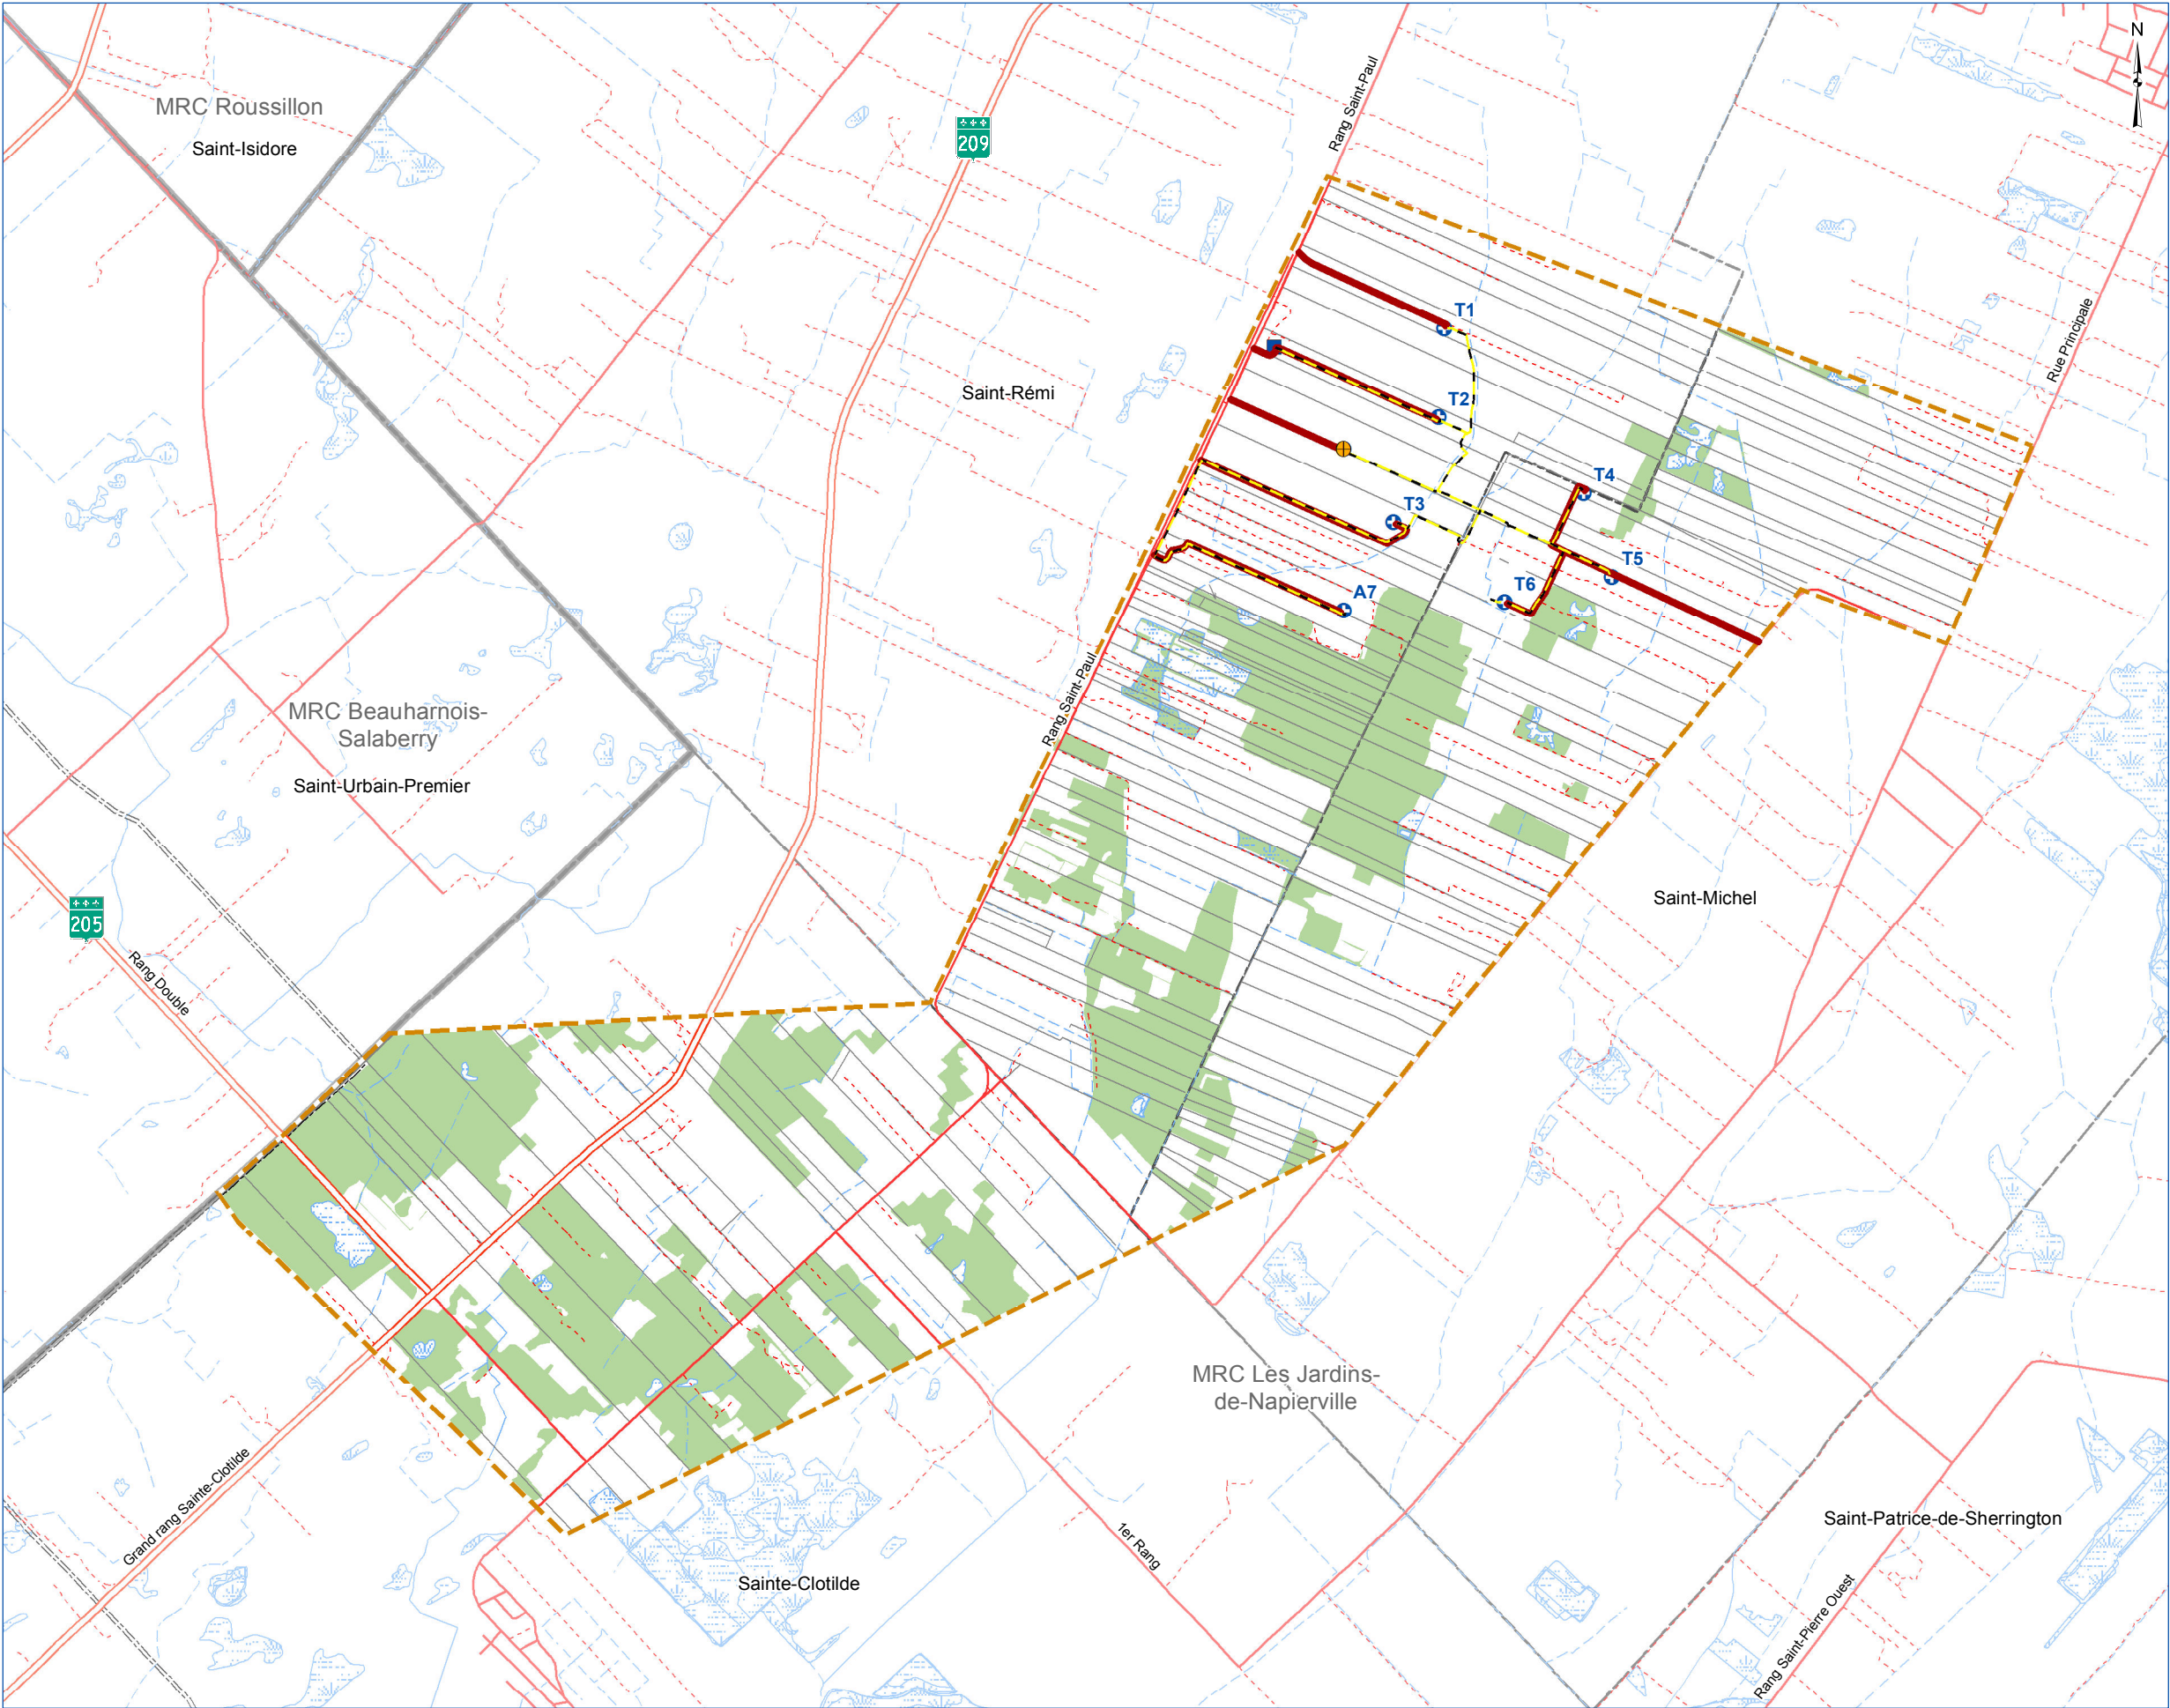 N
MRC Roussillon
Saint-Isidore
209
Rang Saint-Paul
T1
Rue Principale
Saint-Rémi
T2
T4
T3
T5
T6
A7
Rang Saint-Paul
MRC Beauharnois-
Salaberry
Saint-Urbain-Premier
Saint-Michel
205
Rang Double
MRC Les Jardins-
de-Napierville
Grand rang Sainte-Clotilde
1er Rang
Saint-Patrice-de-Sherrington
Sainte-Clotilde
Rang Saint-Pierre Ouest